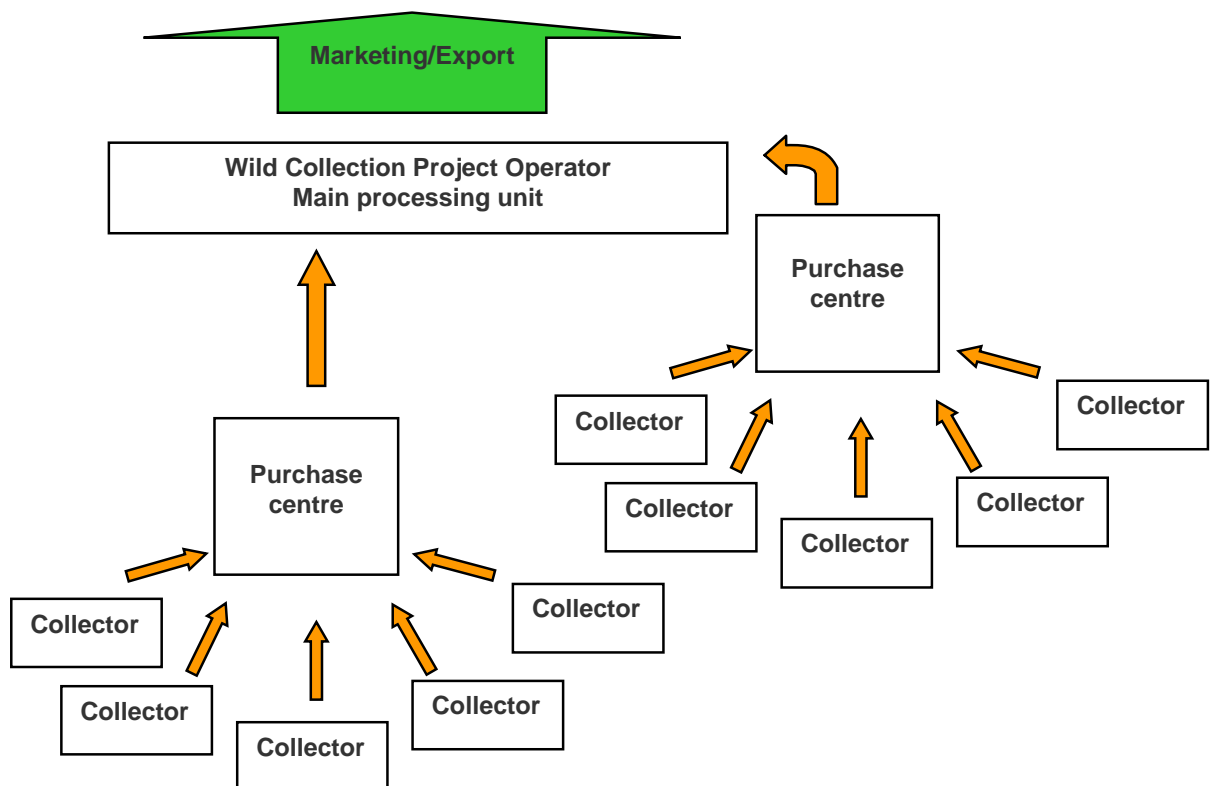 Marketing/Export
Wild Collection Project Operator
Main processing unit
Purchase
centre
Collector
Collector
Collector
Collector
Collector
Purchase
centre
Collector
Collector
Collector
Collector
Collector